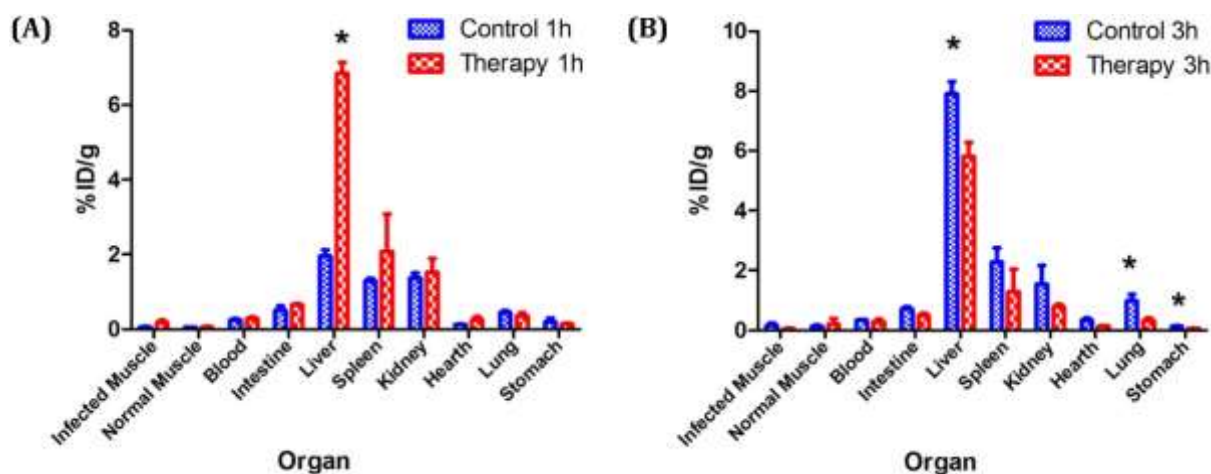 (A)
Control 1h
Therapy 1h
*
8
6
4
2
0
%ID/g
Infected Muscle
Normal Muscle
Blood
Intestine
Liver
Spleen
Kidney
Hearth
Lung
Stomach
Organ
(B)
Control 3h
Therapy 3h
*
*
*
10
8
6
4
2
0
%ID/g
Infected Muscle
Normal Muscle
Blood
Intestine
Liver
Spleen
Kidney
Hearth
Lung
Stomach
Organ